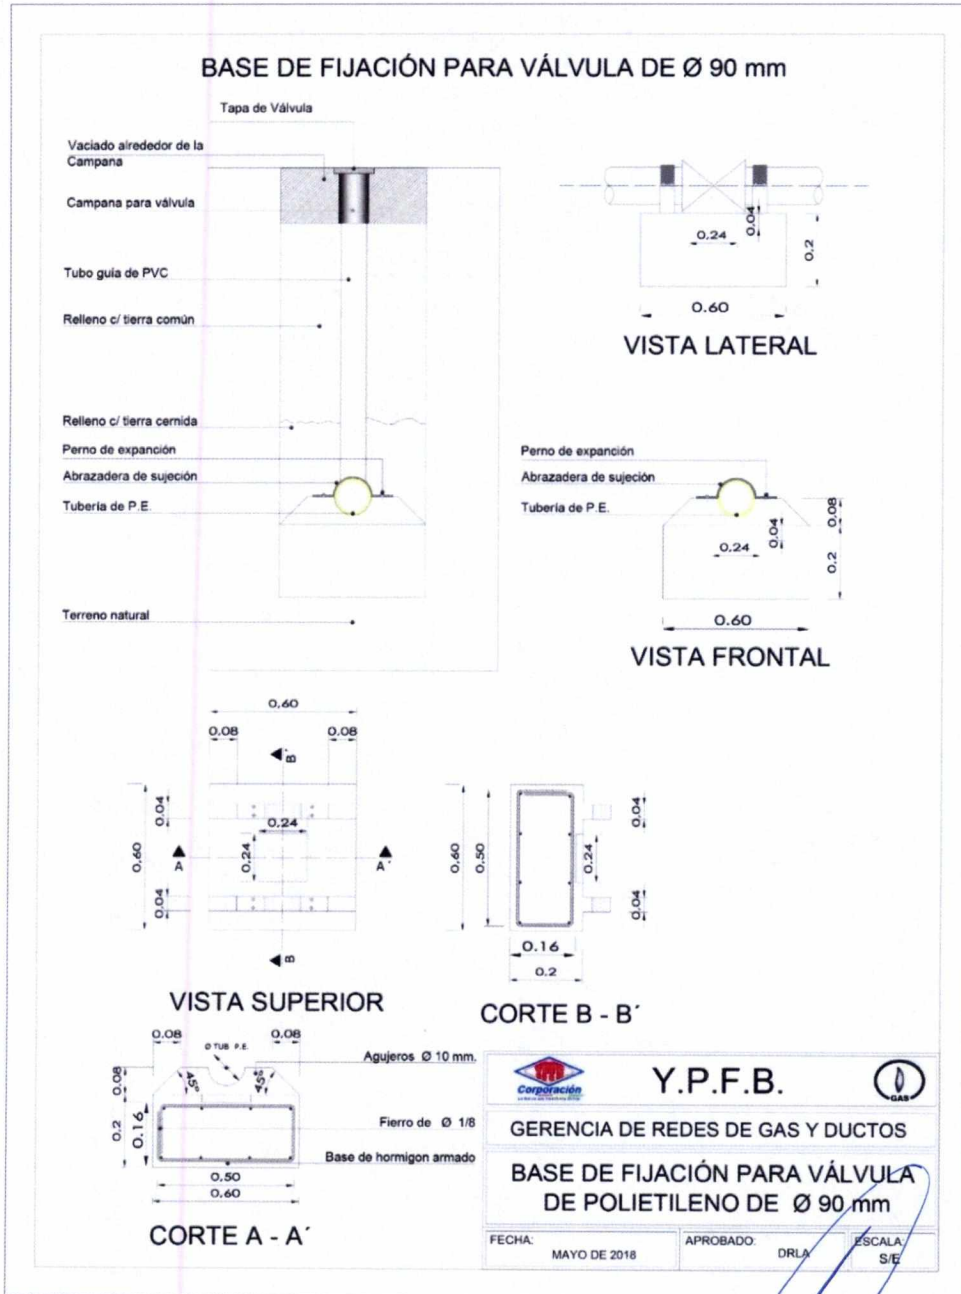 BASE DE FIJACIÓN PARA VÁLVULA DE Ø 90 mm
Tapa de Válvula
Vaciado alrededor de la
Campana
Campana para válvula
Tubo guia de PVC
Relleno c/ tierra común
Relleno c/ tierra cernida
Perno de expanción
Abrazadera de sujeción
Tubería de P.E.
Terreno natural
0.04
0.24
0.2
0.60
VISTA LATERAL
Perno de expanción
Abrazadera de sujeción
Tubería de P.E.
0.08
0.04
0.24
0.2
0.60
VISTA FRONTAL
0.60
0.08
0.08
B´
0.04
0.24
0.60
0.24
A
A´
0.04
B
VISTA SUPERIOR
0.04
0.60
0.50
0.24
0.04
0.16
0.2
CORTE B - B´
0.08
0.08
Ø TUB P.E.
Agujeros Ø 10 mm.
0.08
45º
45º
0.2
0.16
Fierro de Ø 1/8
Base de hormigon armado
0.50
0.60
CORTE A - A´
Corporación
Y.P.F.B.
GAS
GERENCIA DE REDES DE GAS Y DUCTOS
BASE DE FIJACIÓN PARA VÁLVULA
DE POLIETILENO DE Ø 90 mm
FECHA:
MAYO DE 2018
APROBADO:
DRLA
ESCALA:
S/E